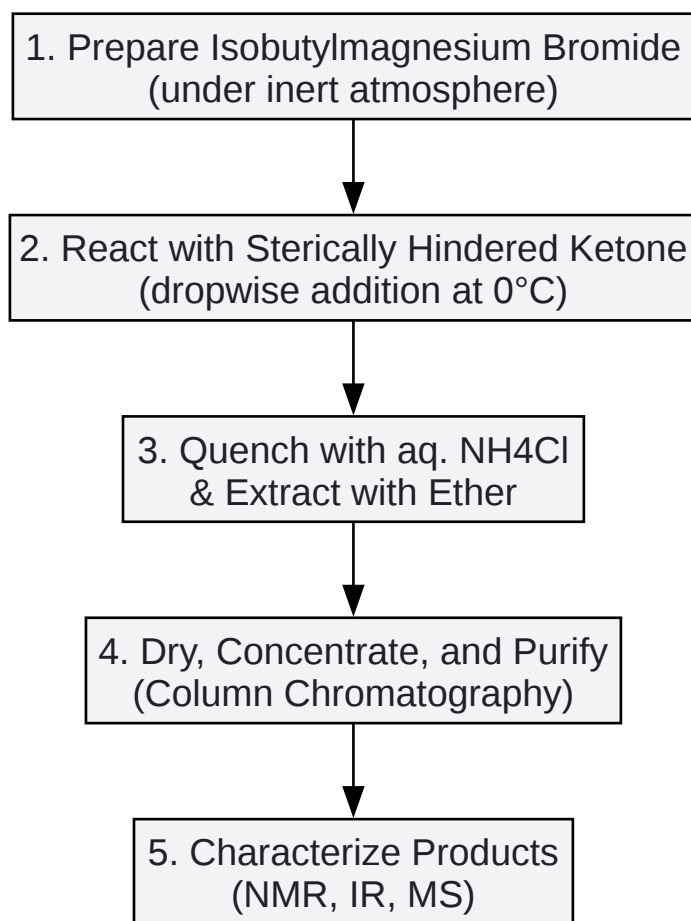 1. Prepare Isobutylmagnesium Bromide
(under inert atmosphere)
2. React with Sterically Hindered Ketone
(dropwise addition at 0°C)
3. Quench with aq. NH4Cl
& Extract with Ether
4. Dry, Concentrate, and Purify
(Column Chromatography)
5. Characterize Products
(NMR, IR, MS)